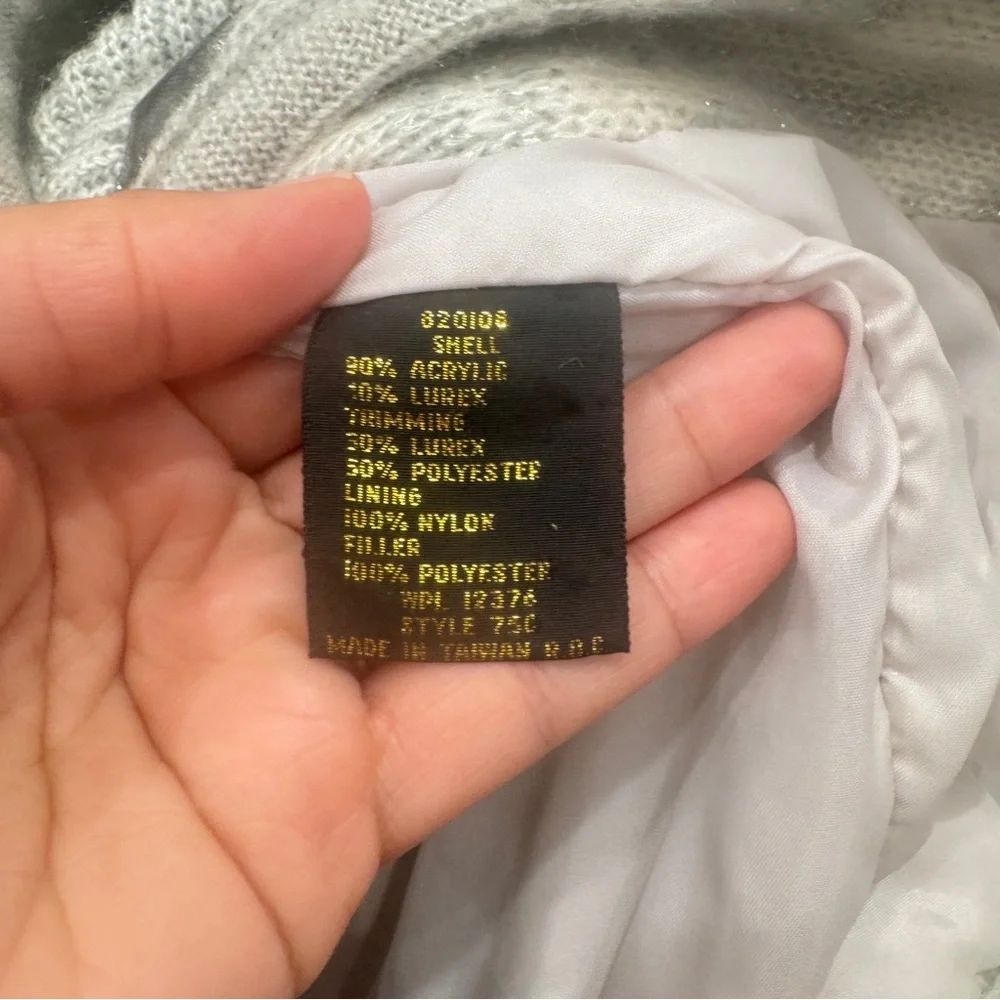 820108
SHELL
90% ACRYLIC
10% LUREX
TRIMMING
50% LUREX
50% POLYESTER
LINING
100% NYLON
FILLER
100% POLYESTER
WPL 12376
STYLE 75C
MADE IN TAIWAN R.O.C